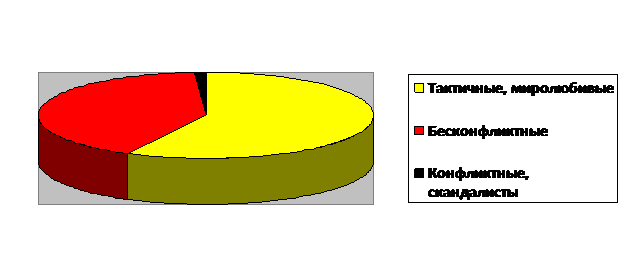 Тактичные, миролюбивые
Бесконфликтные
Конфликтные,
скандалисты